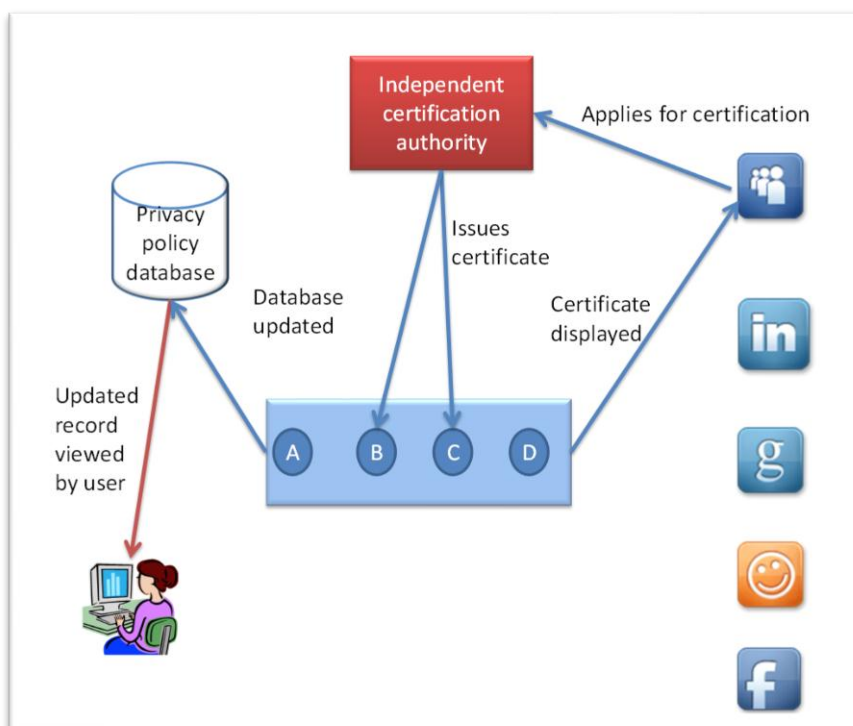 Independent
certification
authority
Applies for certification
Privacy
policy
database
Issues
certificate
Database
updated
Certificate
displayed
in
Updated
record
viewed
by user
A B C D
g
f